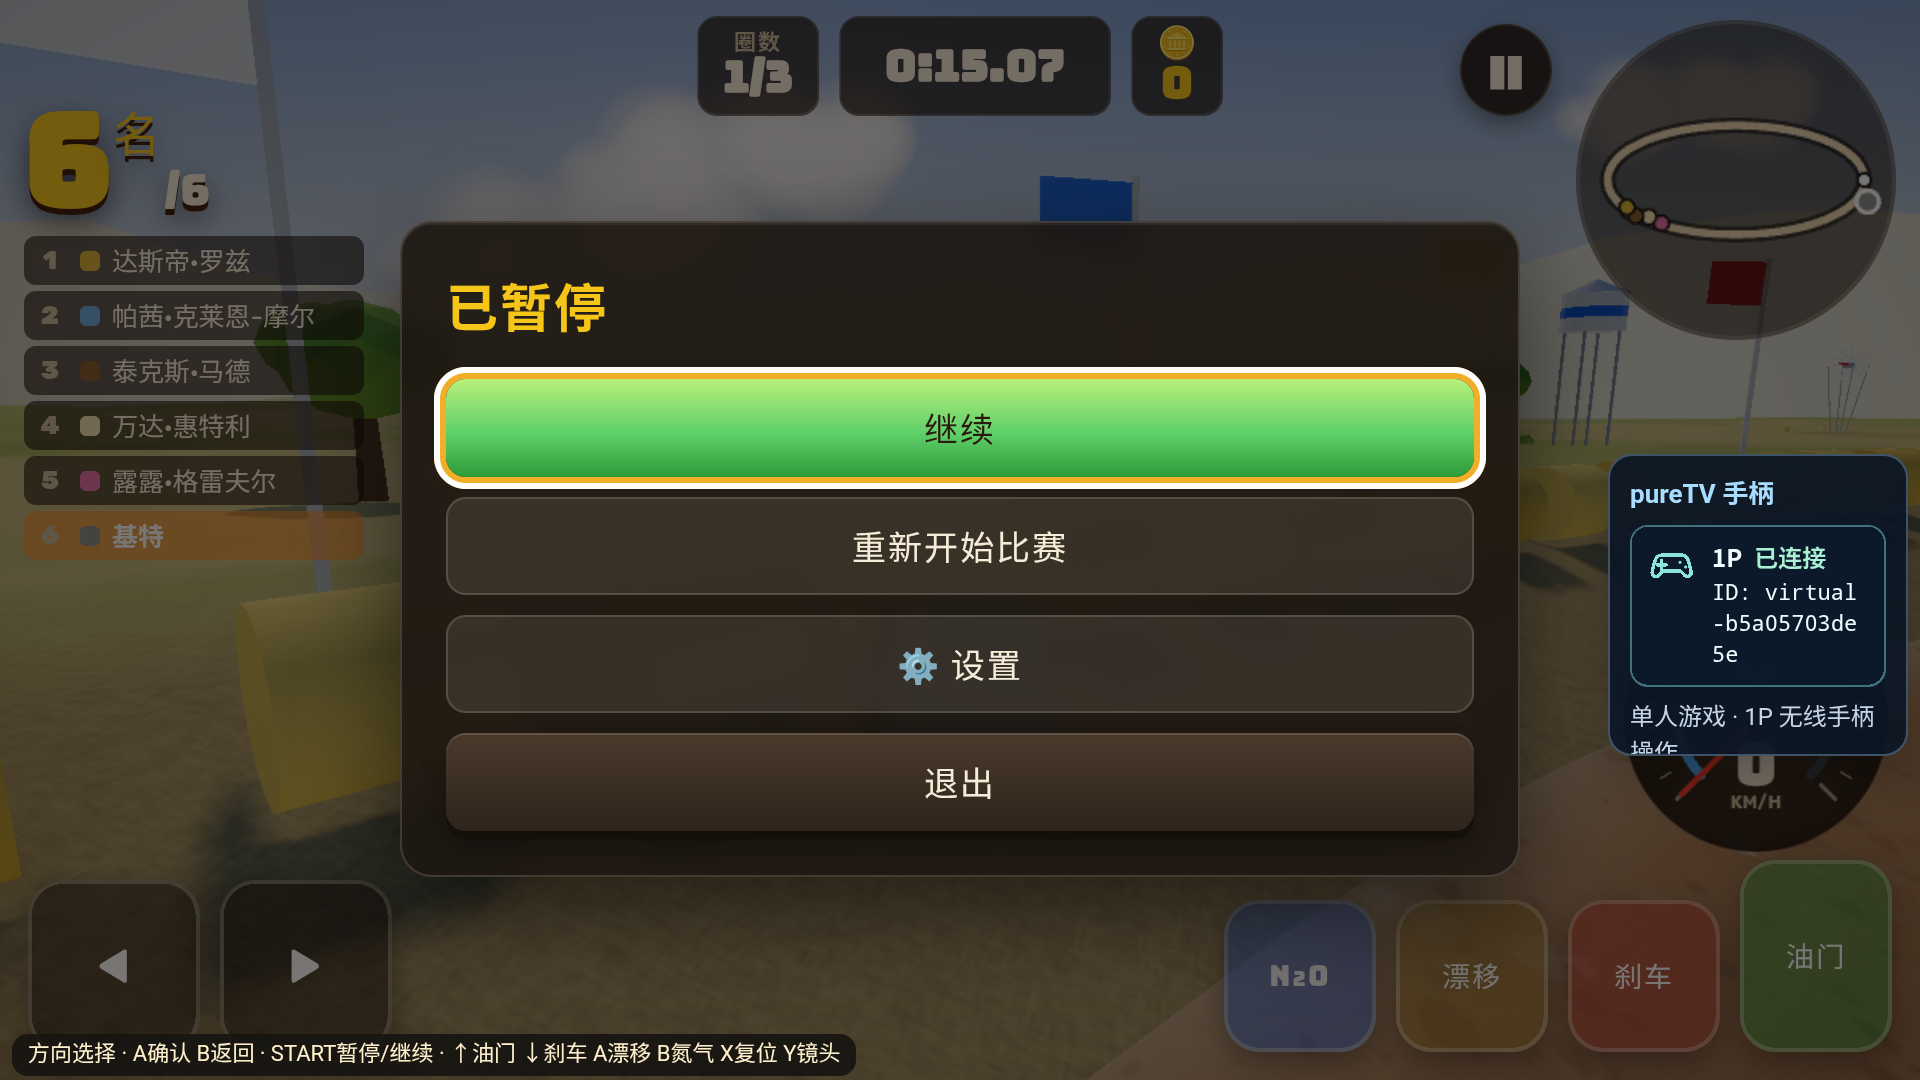 圈数
1/3
0:15.07
0
6名
/6
1 达斯帝•罗兹
2 帕茜•克莱恩-摩尔
3 泰克斯•马德
4 万达•惠特利
5 露露•格雷夫尔
6 基特
已暂停
继续
重新开始比赛
设置
退出
pureTV 手柄
1P 已连接
ID: virtual
-b5a05703de
5e
单人游戏 · 1P 无线手柄
操作
0
KM/H
N2O
漂移
刹车
油门
方向选择 · A确认 B返回 · START暂停/继续 · ↑油门 ↓刹车 A漂移 B氮气 X复位 Y镜头